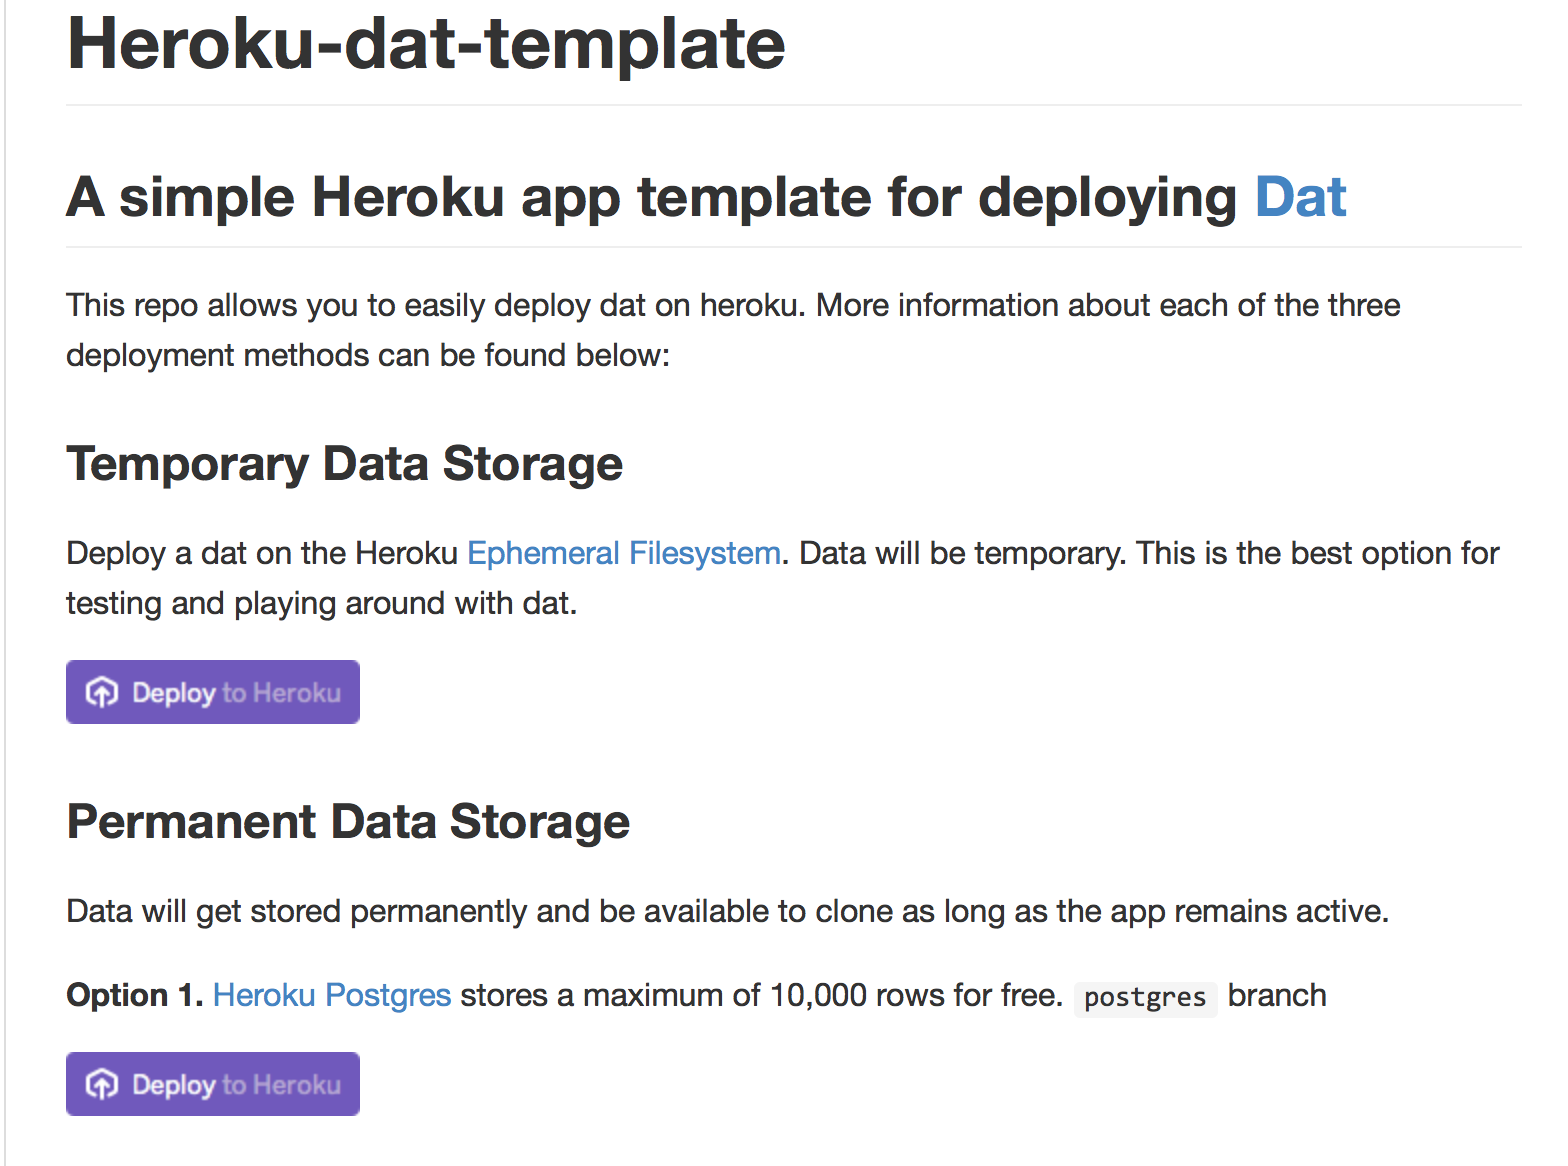 Heroku-dat-template
A simple Heroku app template for deploying Dat
This repo allows you to easily deploy dat on heroku. More information about each of the three
deployment methods can be found below:
Temporary Data Storage
Deploy a dat on the Heroku Ephemeral Filesystem. Data will be temporary. This is the best option for
testing and playing around with dat.
Deploy to Heroku
Permanent Data Storage
Data will get stored permanently and be available to clone as long as the app remains active.
Option 1. Heroku Postgres stores a maximum of 10,000 rows for free. postgres branch
Deploy to Heroku